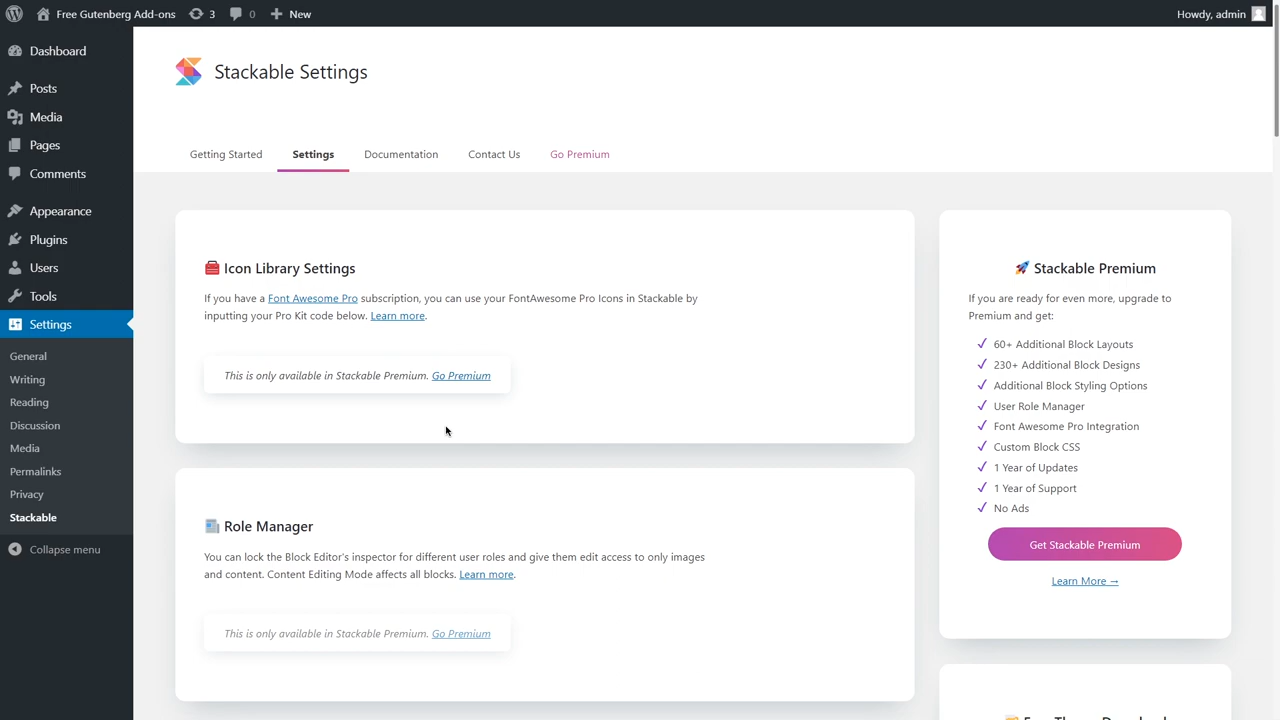 Free Gutenberg Add-ons 3 0 New Howdy, admin
Dashboard
Posts
Media
Pages
Comments
Appearance
Plugins
Users
Tools
Settings
General
Writing
Reading
Discussion
Media
Permalinks
Privacy
Stackable
Collapse menu
Stackable Settings
Getting Started Settings Documentation Contact Us Go Premium
Icon Library Settings
If you have a Font Awesome Pro subscription, you can use your FontAwesome Pro Icons in Stackable by
inputting your Pro Kit code below. Learn more.
This is only available in Stackable Premium. Go Premium
Role Manager
You can lock the Block Editor's inspector for different user roles and give them edit access to only images
and content. Content Editing Mode affects all blocks. Learn more.
This is only available in Stackable Premium. Go Premium
Stackable Premium
If you are ready for even more, upgrade to
Premium and get:
60+ Additional Block Layouts
230+ Additional Block Designs
Additional Block Styling Options
User Role Manager
Font Awesome Pro Integration
Custom Block CSS
1 Year of Updates
1 Year of Support
No Ads
Get Stackable Premium
Learn More →